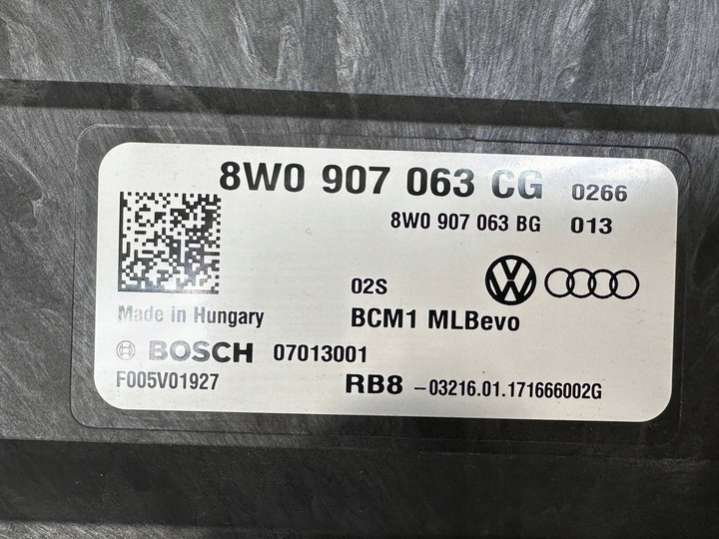 8W0 907 063 CG 0266
8W0 907 063 BG 013
02S
Made in Hungary BCM1 MLBevo
BOSCH 07013001
F005V01927 RB8 -03216.01.171666002G